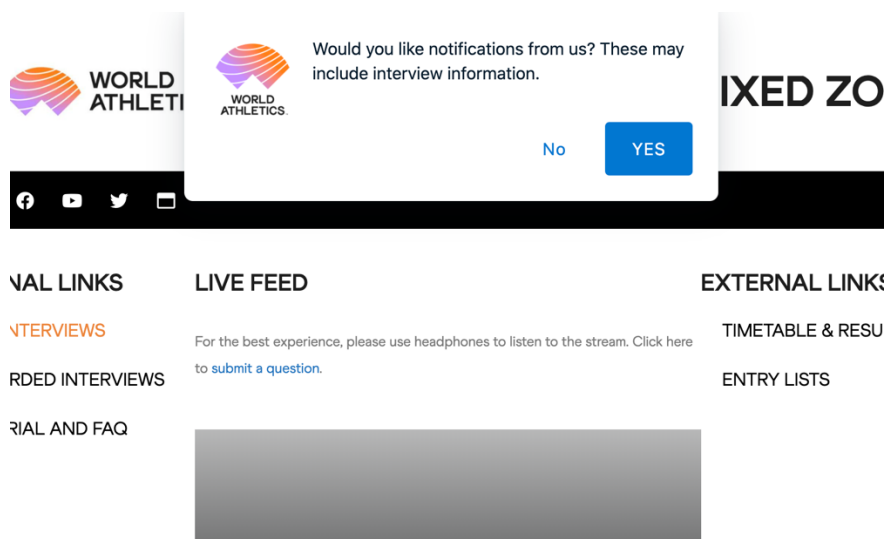 WORLD
ATHLETI
WORLD
ATHLETICS.
Would you like notifications from us? These may
include interview information.
No
YES
IXED ZO
NAL LINKS
NTERVIEWS
RDED INTERVIEWS
RIAL AND FAQ
LIVE FEED
For the best experience, please use headphones to listen to the stream. Click here
to submit a question.
EXTERNAL LINKS
TIMETABLE & RESU
ENTRY LISTS